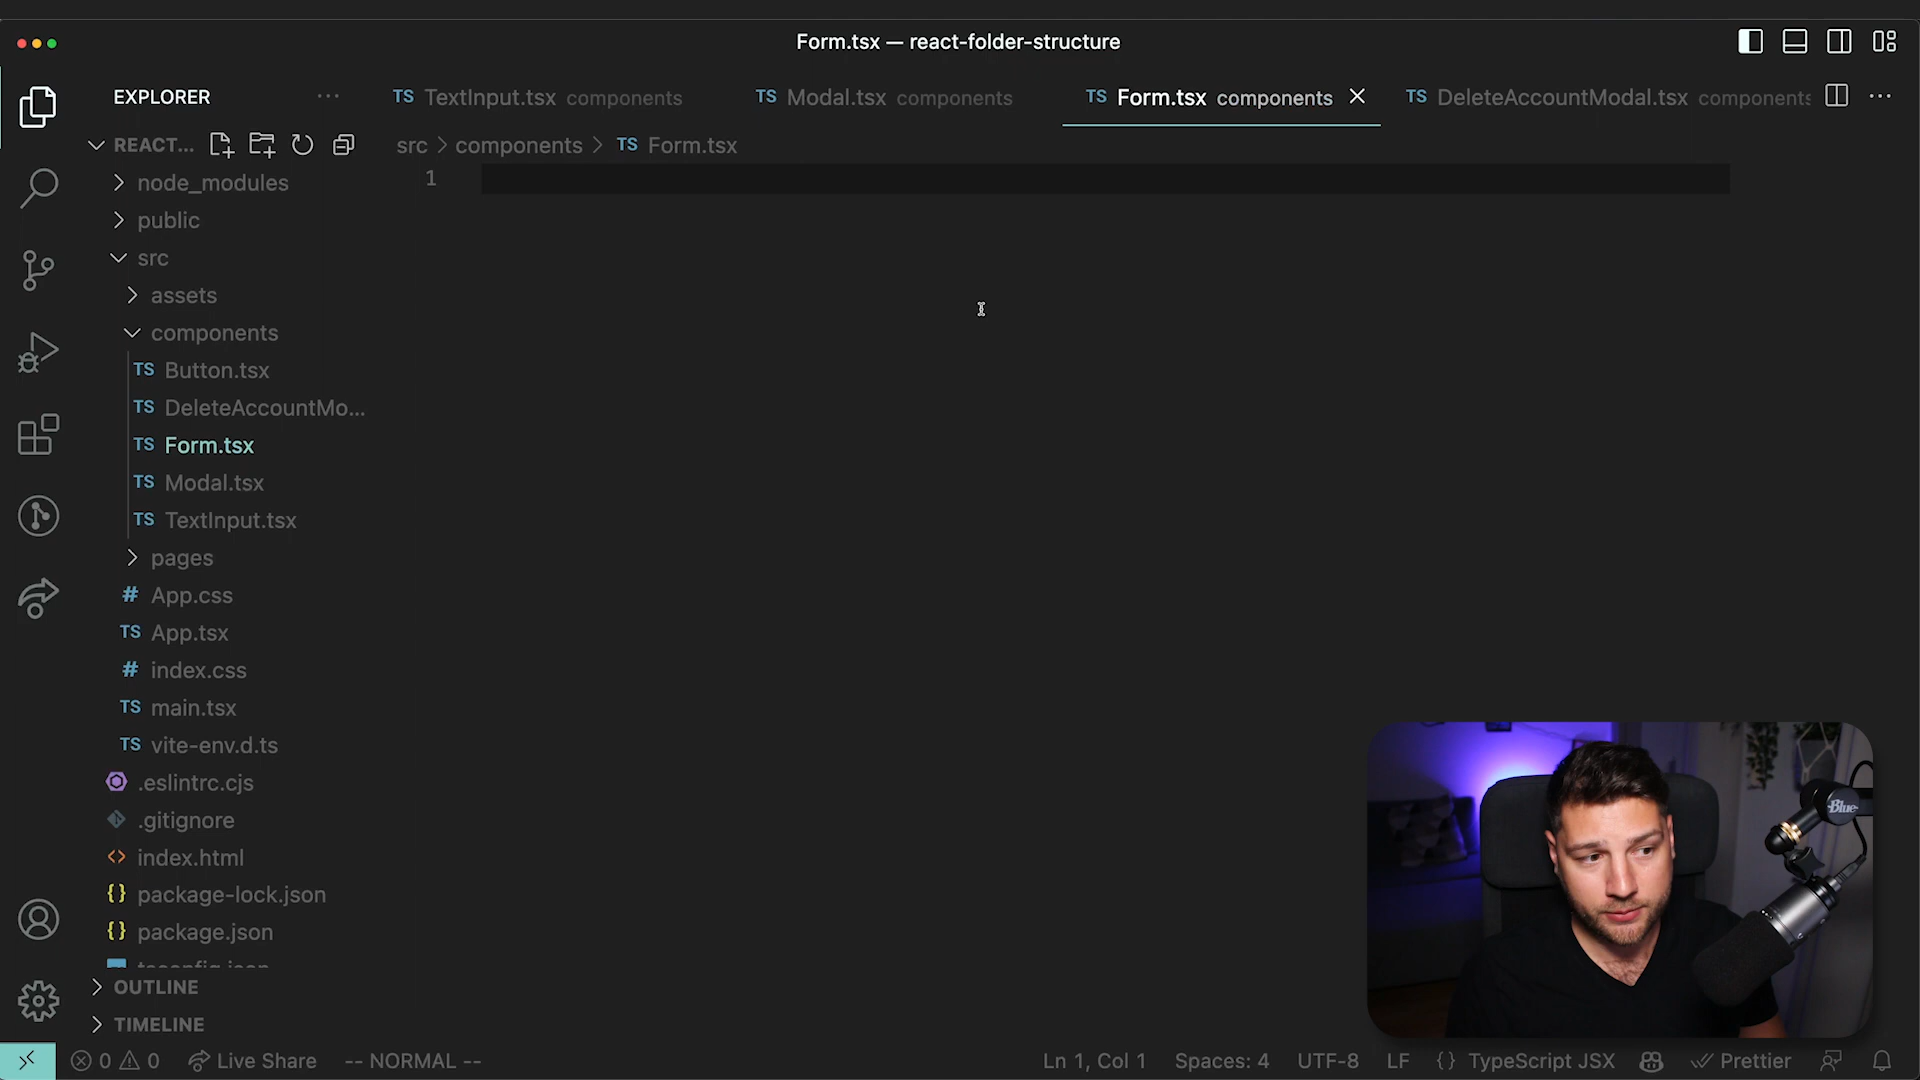 Form.tsx — react-folder-structure
EXPLORER
TS TextInput.tsx components
TS Modal.tsx components
TS Form.tsx components
TS DeleteAccountModal.tsx components
REACT...
src > components > TS Form.tsx
1
node_modules
public
src
assets
components
TS Button.tsx
TS DeleteAccountMo...
TS Form.tsx
TS Modal.tsx
TS TextInput.tsx
pages
# App.css
TS App.tsx
# index.css
TS main.tsx
TS vite-env.d.ts
.eslintrc.cjs
.gitignore
<> index.html
{} package-lock.json
{} package.json
tsconfig.json
OUTLINE
TIMELINE
Blue
0 0 Live Share -- NORMAL -- Ln 1, Col 1 Spaces: 4 UTF-8 LF {} TypeScript JSX Prettier